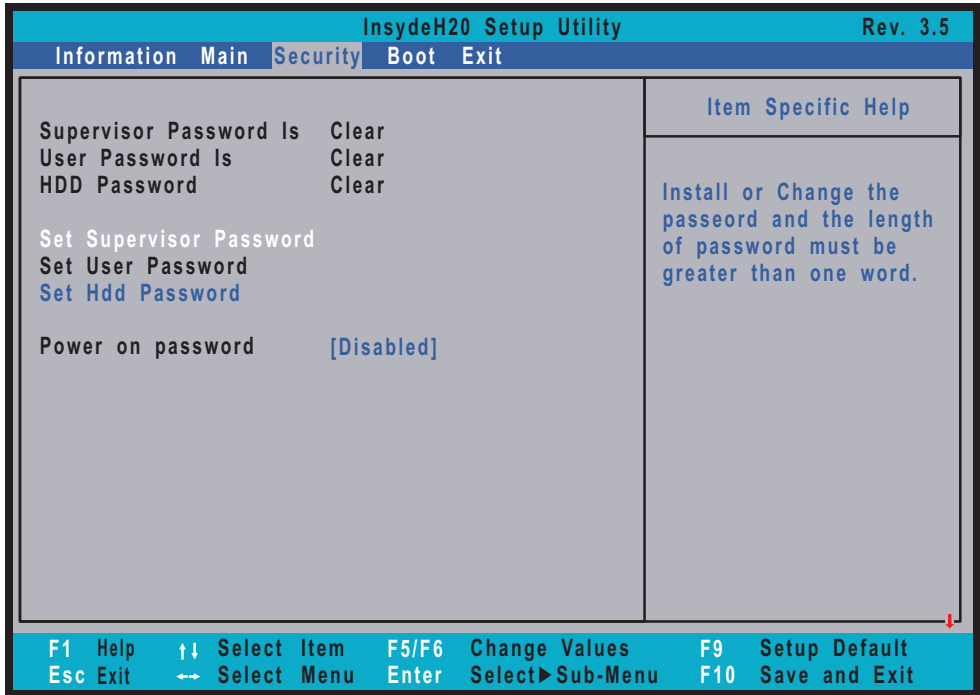 InsydeH20 Setup Utility Rev. 3.5
Information Main Security Boot Exit
Item Specific Help
Supervisor Password Is Clear
User Password Is Clear
HDD Password Clear
Install or Change the
passeord and the length
of password must be
greater than one word.
Set Supervisor Password
Set User Password
Set Hdd Password
Power on password [Disabled]
F1 Help ↑↓ Select Item F5/F6 Change Values F9 Setup Default
Esc Exit ←→ Select Menu Enter Select▶Sub-Menu F10 Save and Exit